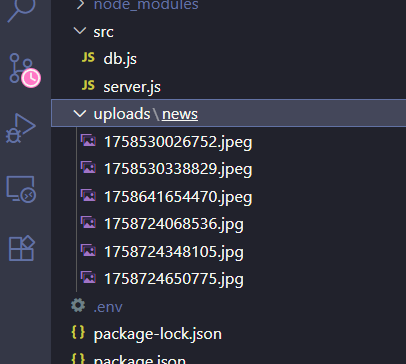 node_modules
src
JS db.js
JS server.js
uploads\news
1758530026752.jpeg
1758530338829.jpeg
1758641654470.jpeg
1758724068536.jpg
1758724348105.jpg
1758724650775.jpg
.env
{} package-lock.json
{} package.json